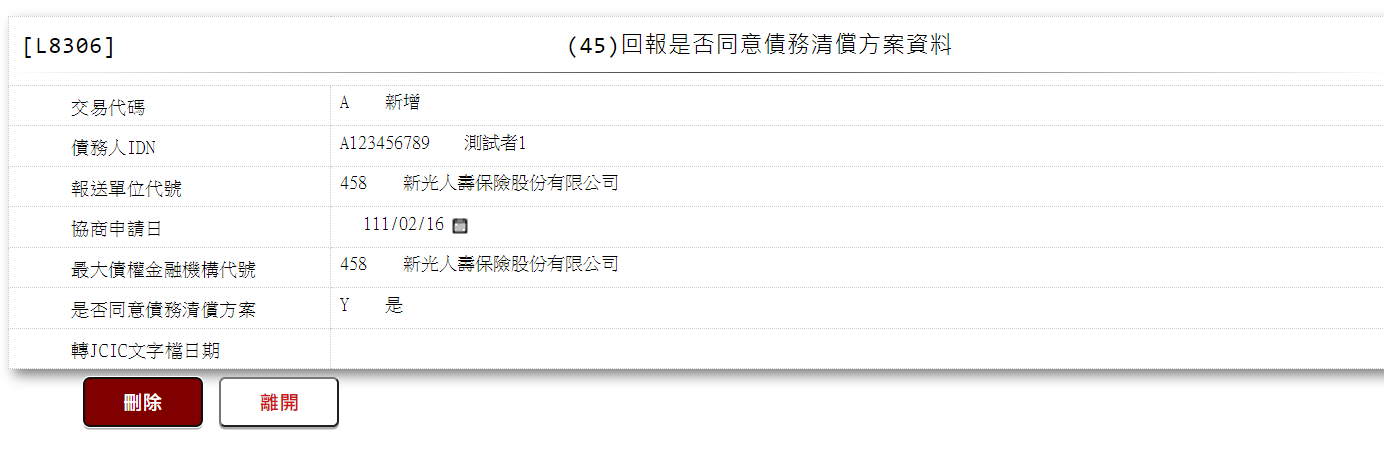 [L8306] (45)回報是否同意債務清償方案資料
交易代碼 A 新增
債務人IDN A123456789 測試者1
報送單位代號 458 新光人壽保險股份有限公司
協商申請日 111/02/16
最大債權金融機構代號 458 新光人壽保險股份有限公司
是否同意債務清償方案 Y 是
轉JCIC文字檔日期
刪除 離開